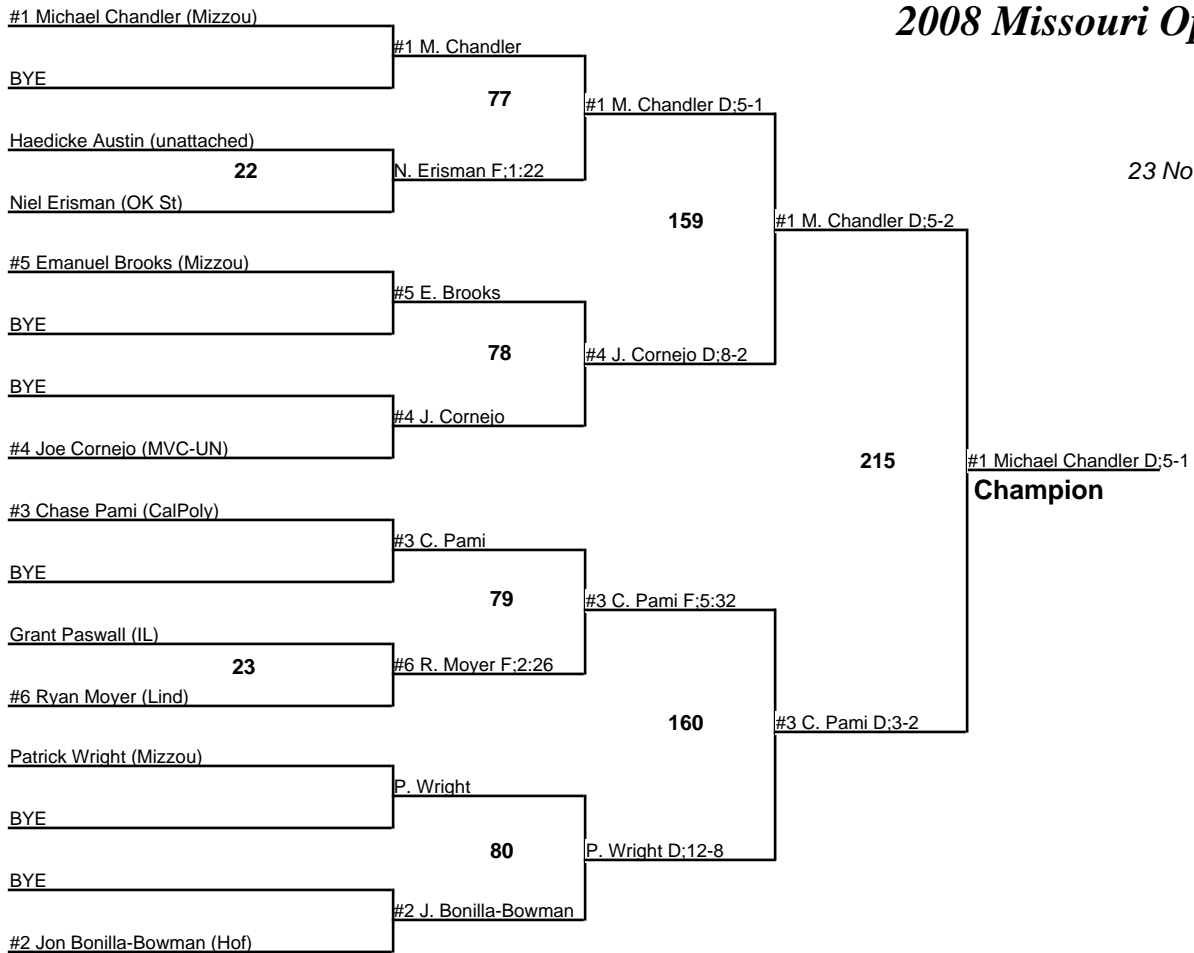 2008 Missouri Op
23 No
#1 Michael Chandler (Mizzou)
BYE
Haedicke Austin (unattached)
22
Niel Erisman (OK St)
#5 Emanuel Brooks (Mizzou)
BYE
BYE
#4 Joe Cornejo (MVC-UN)
#3 Chase Pami (CalPoly)
BYE
Grant Paswall (IL)
23
#6 Ryan Moyer (Lind)
Patrick Wright (Mizzou)
BYE
BYE
#2 Jon Bonilla-Bowman (Hof)
#1 M. Chandler
77
N. Erisman F;1:22
#5 E. Brooks
78
#4 J. Cornejo
#3 C. Pami
79
#6 R. Moyer F;2:26
P. Wright
80
#2 J. Bonilla-Bowman
#1 M. Chandler D;5-1
159
#4 J. Cornejo D;8-2
#3 C. Pami F;5:32
160
P. Wright D;12-8
#1 M. Chandler D;5-2
215
#3 C. Pami D;3-2
#1 Michael Chandler D;5-1
Champion